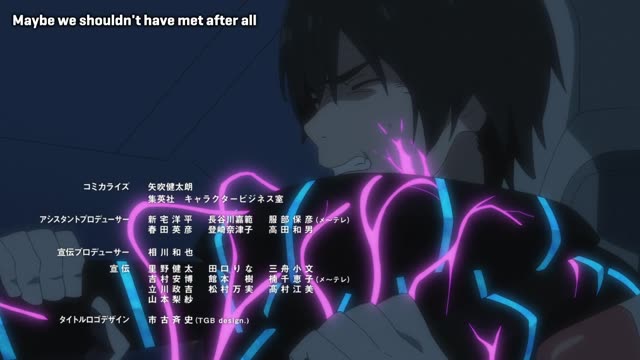 Maybe we shouldn't have met after all
コミカライズ 矢吹健太朗
集英社 キャラクタービジネス室
アシスタントプロデューサー 新宅洋平 長谷川嘉範 服部保彦(メ〜テレ)
春田英彦 登崎奈津子 高田和男
宣伝プロデューサー 相川和也
宣伝 里野健太 田口りな 三舟小文
吉村安博 館本樹 楠千恵子(メ〜テレ)
立川政吉 松村万実 高村江美
山本梨紗
タイトルロゴデザイン 市古斉史(TGB design.)